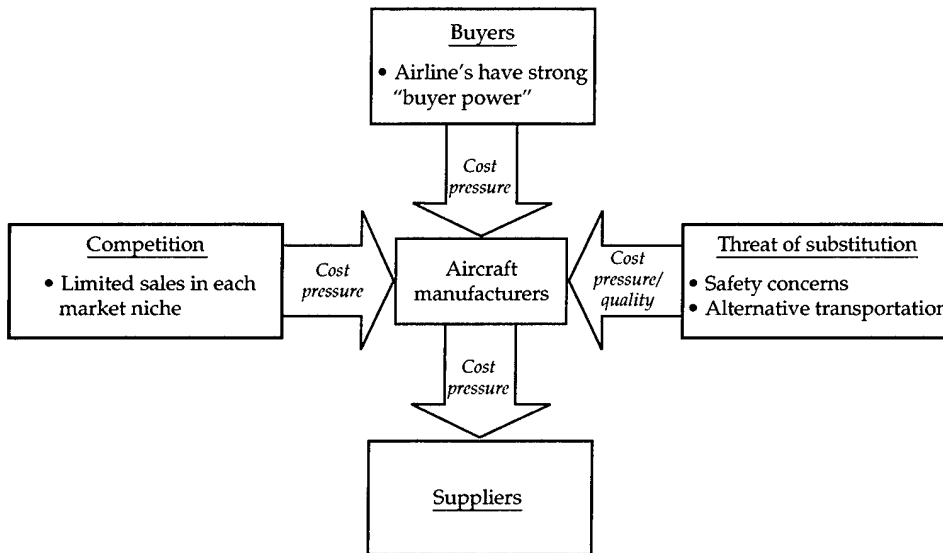 Buyers
• Airline's have strong
"buyer power"
Cost
pressure
Competition
• Limited sales in each
market niche
Cost
pressure
Aircraft
manufacturers
Cost
pressure/
quality
Threat of substitution
• Safety concerns
• Alternative transportation
Cost
pressure
Suppliers